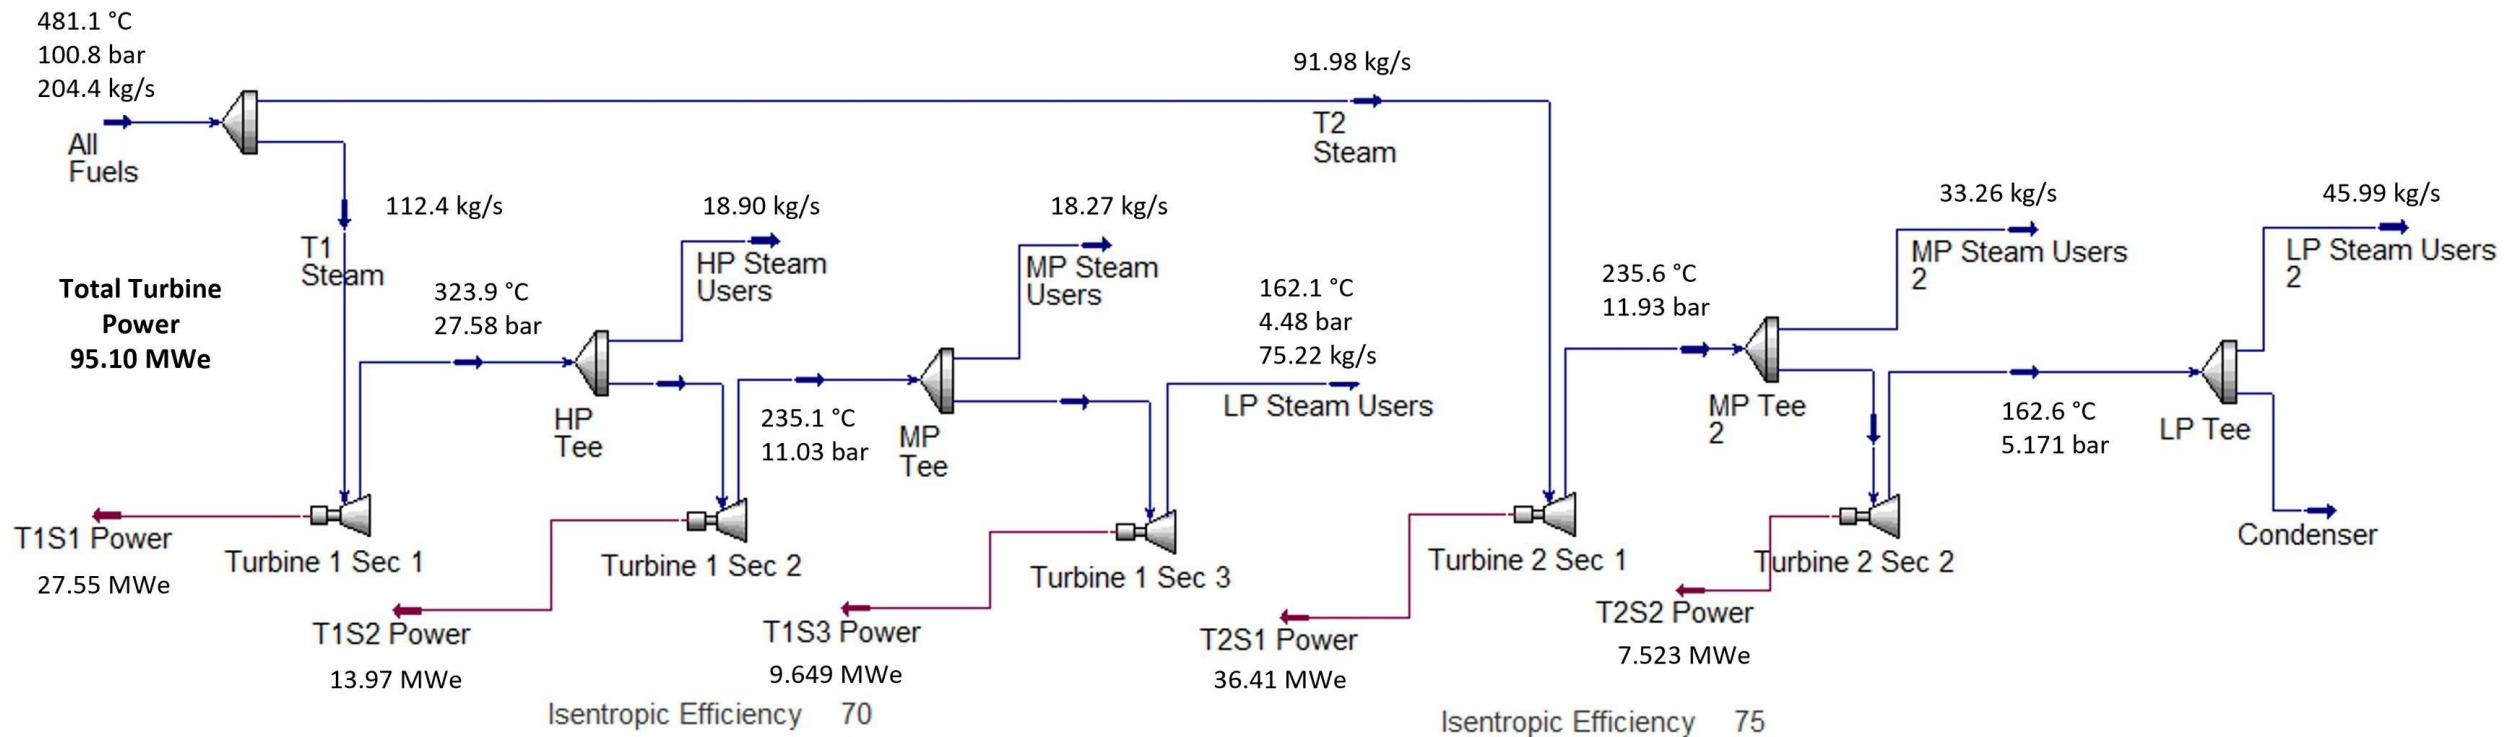 481.1 °C
100.8 bar
204.4 kg/s
All
Fuels
91.98 kg/s
T2
Steam
112.4 kg/s
T1
Steam
18.90 kg/s
HP Steam
Users
18.27 kg/s
MP Steam
Users
33.26 kg/s
MP Steam Users
2
45.99 kg/s
LP Steam Users
2
Total Turbine
Power
95.10 MWe
323.9 °C
27.58 bar
HP
Tee
235.1 °C
11.03 bar
MP
Tee
162.1 °C
4.48 bar
75.22 kg/s
LP Steam Users
235.6 °C
11.93 bar
MP Tee
2
162.6 °C
5.171 bar
LP Tee
Condenser
T1S1 Power
27.55 MWe
Turbine 1 Sec 1
T1S2 Power
13.97 MWe
Turbine 1 Sec 2
T1S3 Power
9.649 MWe
Turbine 1 Sec 3
T2S1 Power
36.41 MWe
Turbine 2 Sec 1
T2S2 Power
7.523 MWe
Turbine 2 Sec 2
Isentropic Efficiency 70
Isentropic Efficiency 75